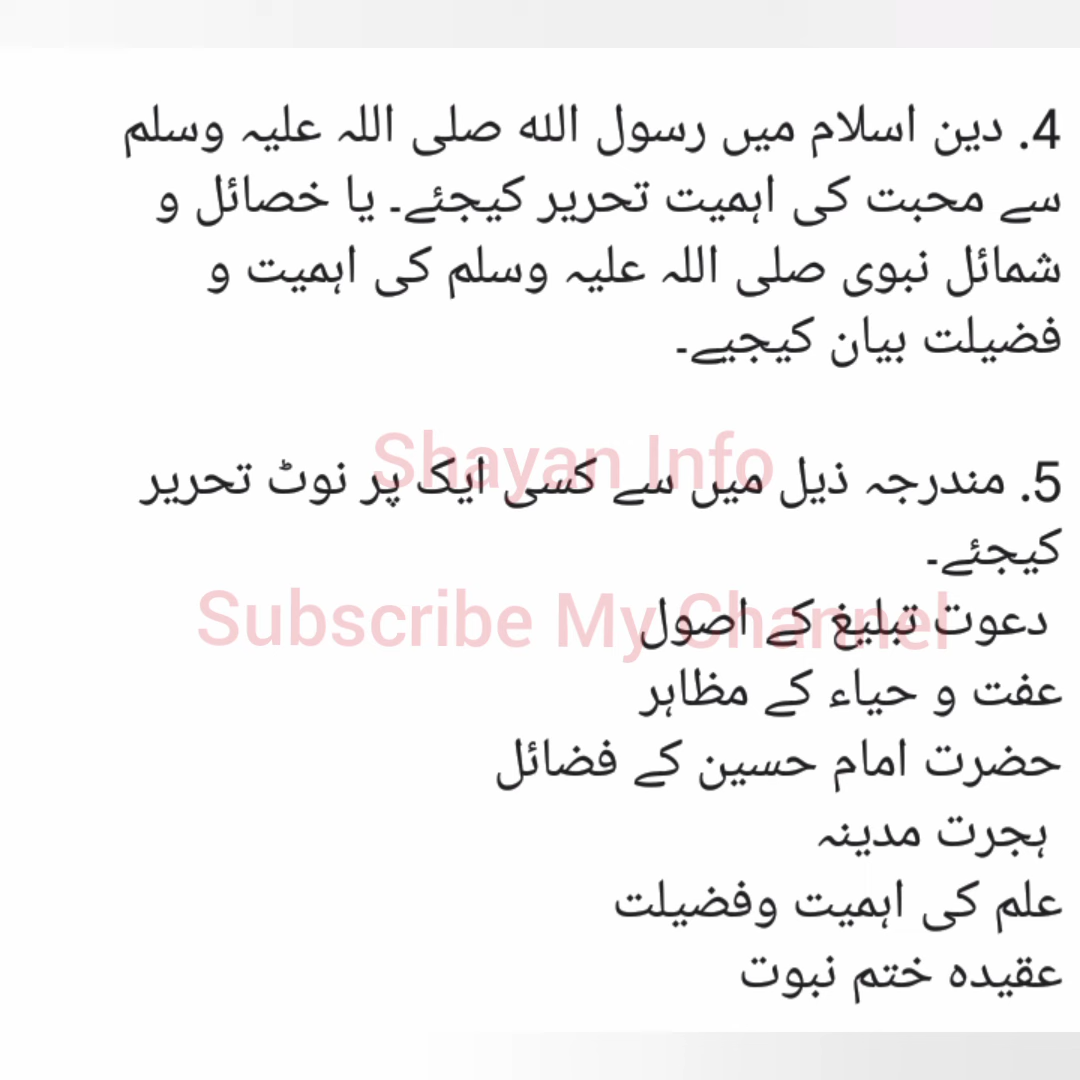 4. دین اسلام میں رسول الله صلی اللہ علیہ وسلم
سے محبت کی اہمیت تحریر کیجئے۔ یا خصائل و
شمائل نبوی صلی اللہ علیہ وسلم کی اہمیت و
فضیلت بیان کیجیے۔
Shayan Info
5. مندرجہ ذیل میں سے کسی ایک پر نوٹ تحریر
کیجئے۔
Subscribe My Channel
دعوت تبلیغ کے اصول
عفت و حیاء کے مظاہر
حضرت امام حسین کے فضائل
ہجرت مدینہ
علم کی اہمیت وفضیلت
عقیدہ ختم نبوت